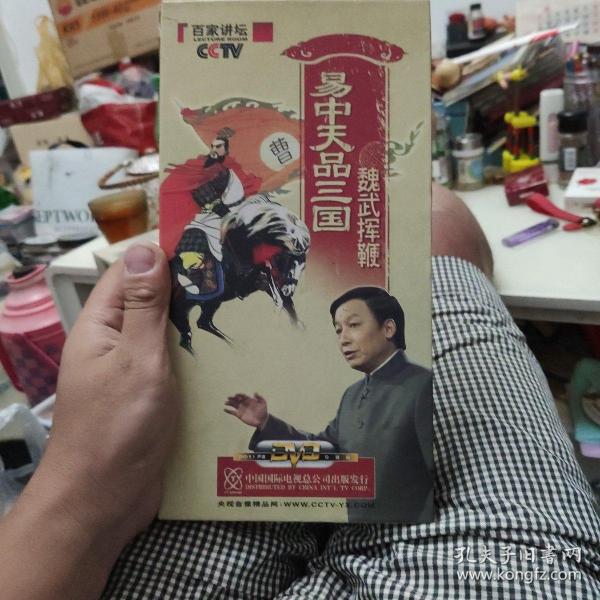 百家讲坛
LECTURE ROOM
CCTV
易中天品三国
魏武挥鞭
曹
DVD
中国国际电视总公司出版发行
DISTRIBUTED BY CHINA INT'L TV CORP.
央视音像精品网:WWW.CCTV-YX.COM
EPTWO
孔夫子旧书网
www.kongfz.com